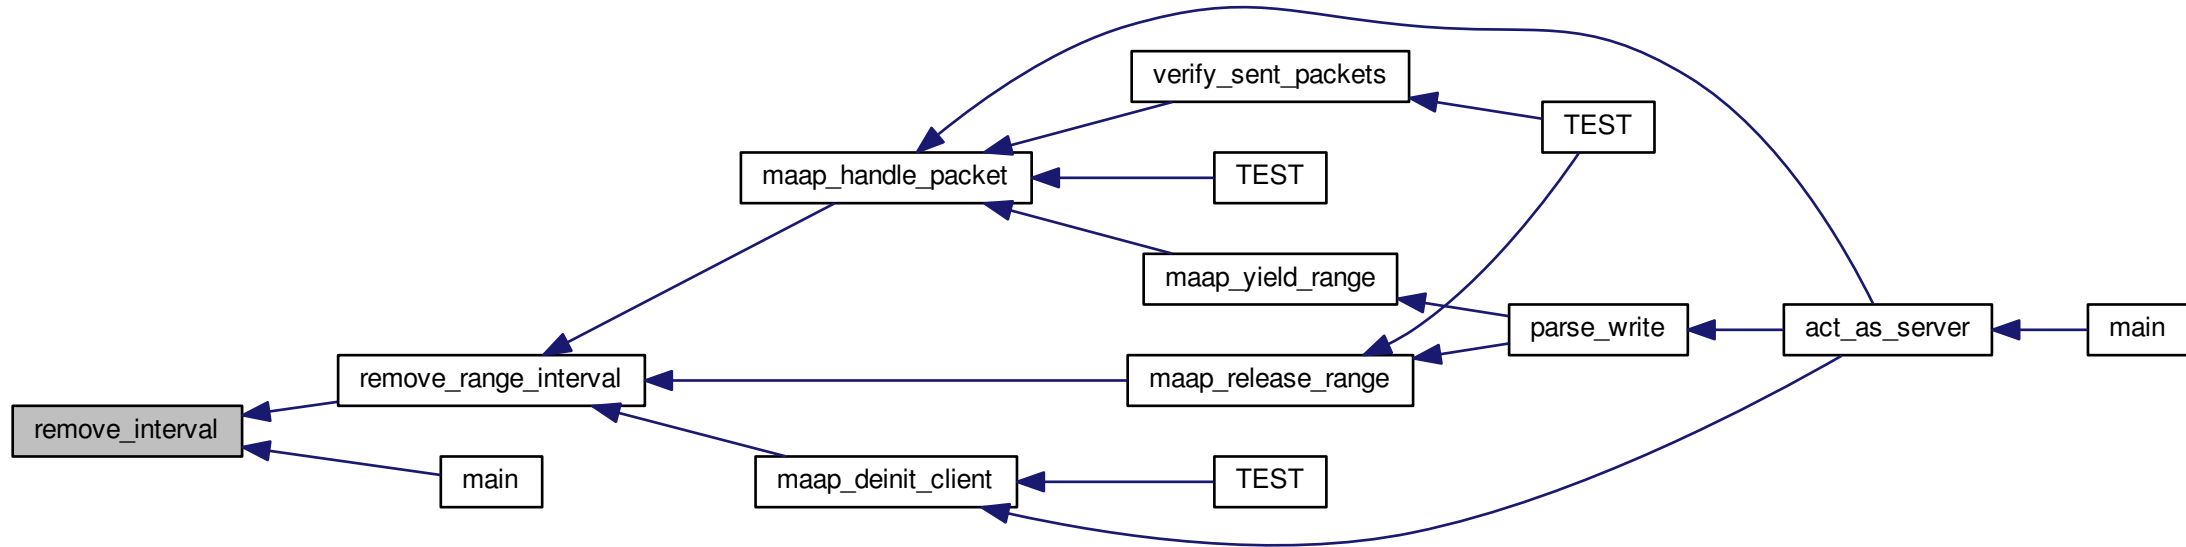 verify_sent_packets
TEST
maap_handle_packet
TEST
maap_yield_range
parse_write
act_as_server
main
remove_range_interval
maap_release_range
remove_interval
main
maap_deinit_client
TEST